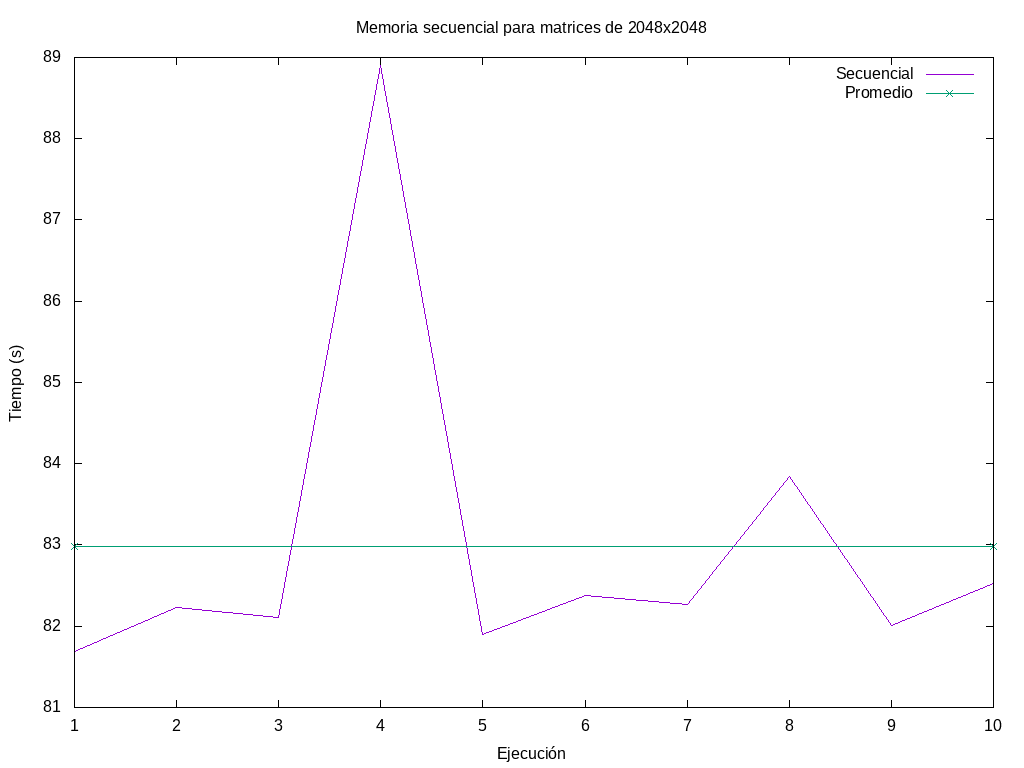 Memoria secuencial para matrices de 2048x2048
Secuencial
Promedio
89
88
87
86
85
84
83
82
81
Tiempo (s)
1 2 3 4 5 6 7 8 9 10
Ejecución